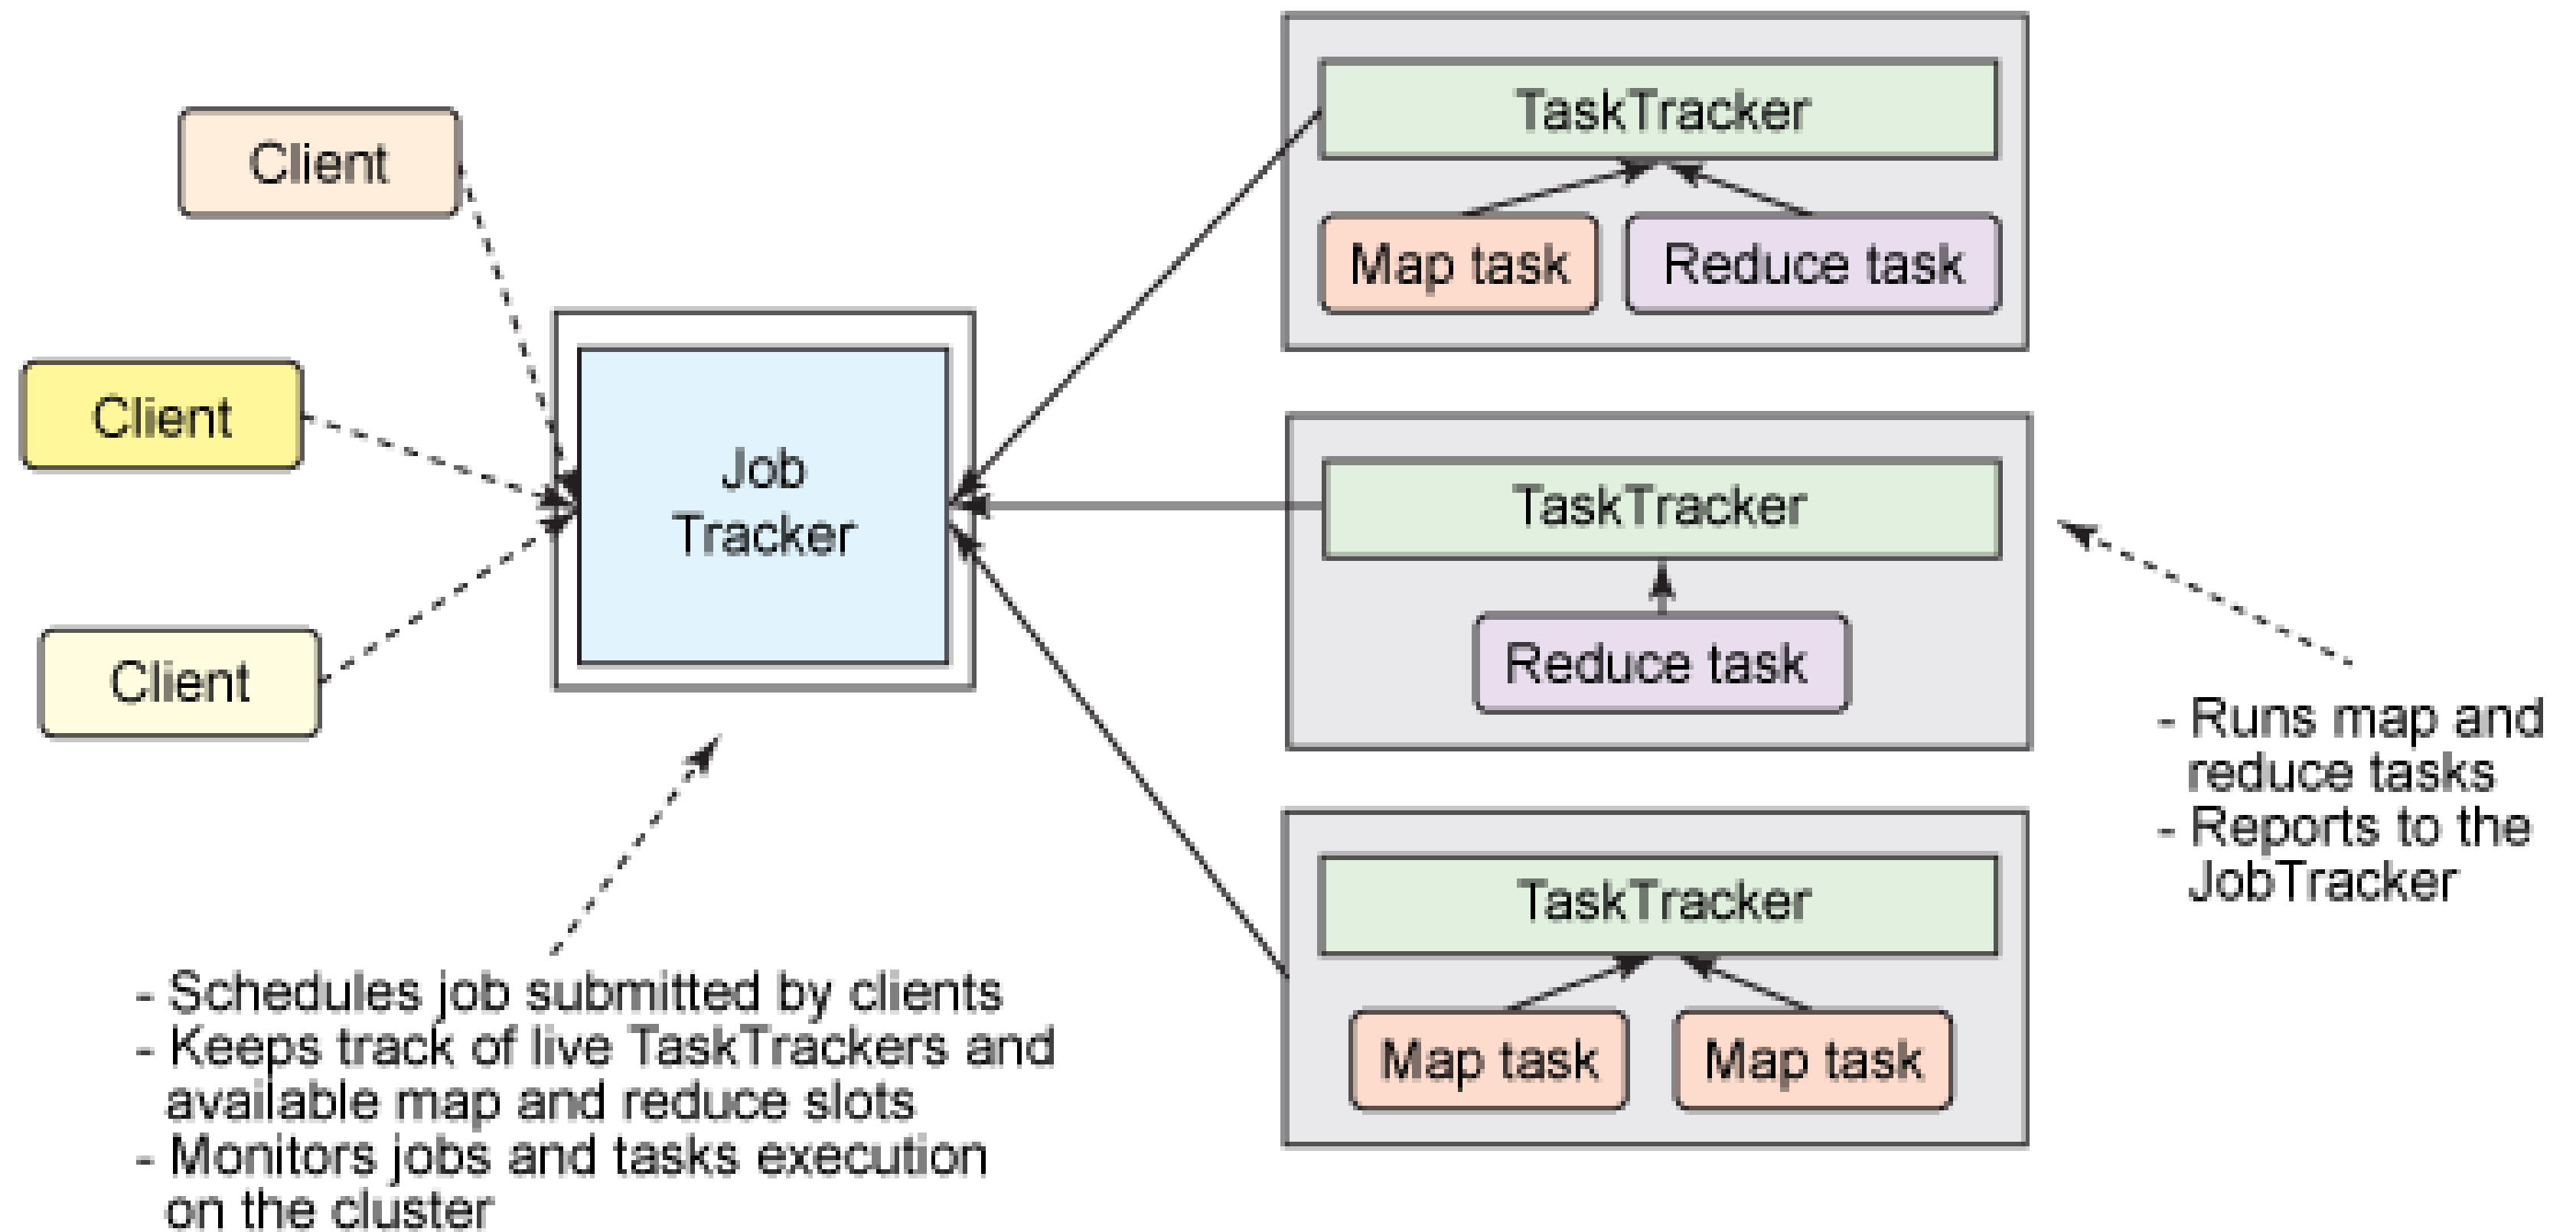 Client
Client
Client
Job
Tracker
- Schedules job submitted by clients
- Keeps track of live TaskTrackers and
available map and reduce slots
- Monitors jobs and tasks execution
on the cluster
TaskTracker
Map task
Reduce task
TaskTracker
Reduce task
TaskTracker
Map task
Map task
- Runs map and
reduce tasks
- Reports to the
JobTracker